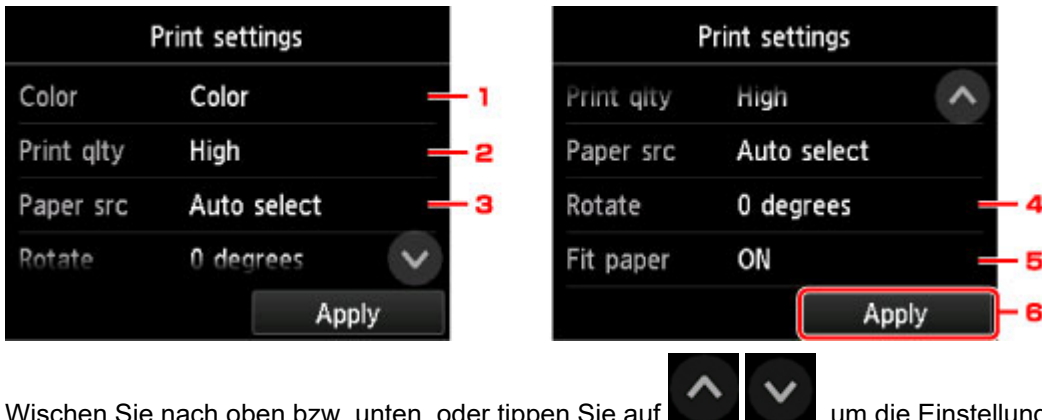 Print settings
Color Color 1
Print qlty High 2
Paper src Auto select 3
Rotate 0 degrees
Apply
Print settings
Print qlty High
Paper src Auto select
Rotate 0 degrees 4
Fit paper ON 5
Apply 6
Wischen Sie nach oben bzw. unten, oder tippen Sie auf , um die Einstellung